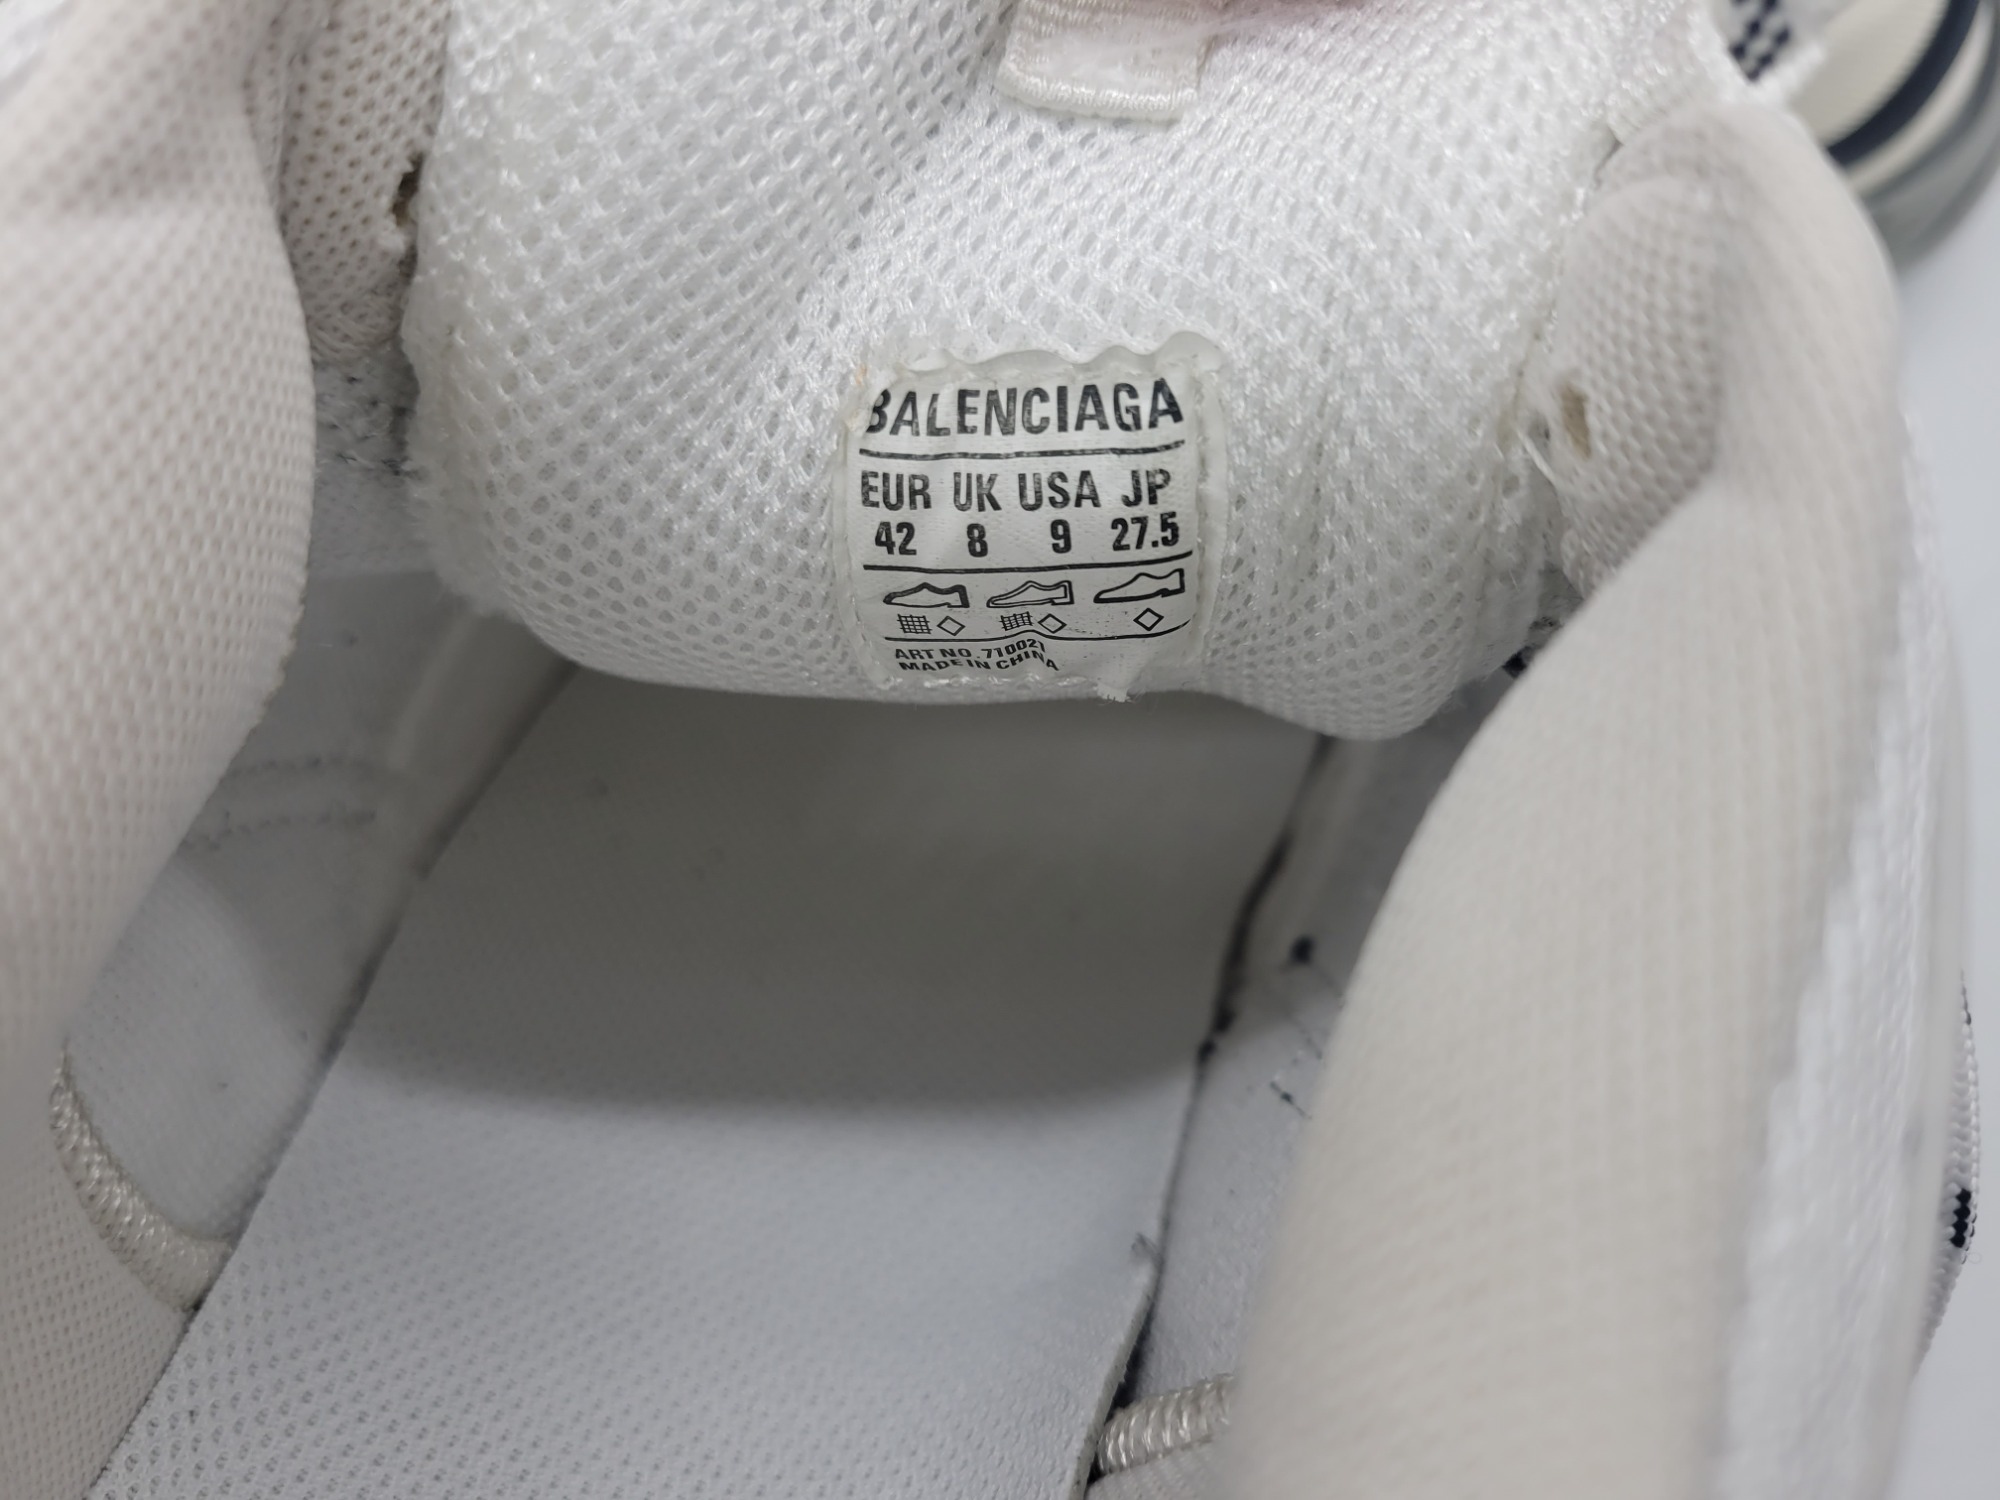 BALENCIAGA
EUR UK USA JP
42 8 9 27.5
ART NO. 710021
MADE IN CHINA